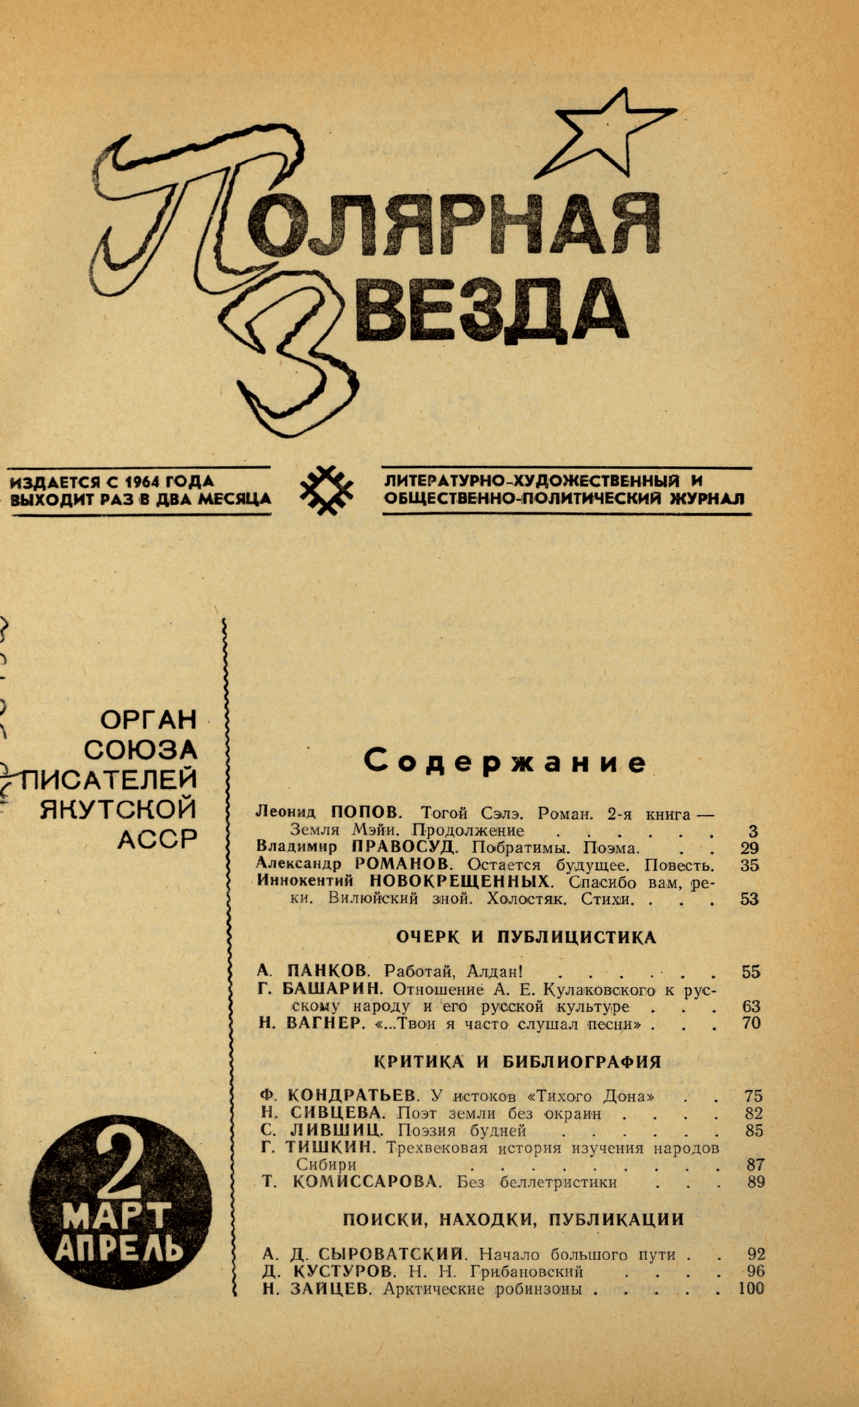 ПОЛЯРНАЯ
ЗВЕЗДА
ИЗДАЕТСЯ С 1964 ГОДА
ВЫХОДИТ РАЗ В ДВА МЕСЯЦА
ЛИТЕРАТУРНО-ХУДОЖЕСТВЕННЫЙ И
ОБЩЕСТВЕННО-ПОЛИТИЧЕСКИЙ ЖУРНАЛ
ОРГАН
СОЮЗА
ПИСАТЕЛЕЙ
ЯКУТСКОЙ
АССР
2
МАРТ
АПРЕЛЬ
Содержание
Леонид ПОПОВ. Тогой Сэлэ. Роман. 2-я книга —
Земля Мэйи. Продолжение . . . . . . 3
Владимир ПРАВОСУД. Побратимы. Поэма. . . 29
Александр РОМАНОВ. Остается будущее. Повесть. 35
Иннокентий НОВОКРЕЩЕННЫХ. Спасибо вам, ре-
ки. Вилюйский зной. Холостяк. Стихи. . . . 53
ОЧЕРК И ПУБЛИЦИСТИКА
А. ПАНКОВ. Работай, Алдан! . . . . . . 55
Г. БАШАРИН. Отношение А. Е. Кулаковского к рус-
скому народу и его русской культуре . . . 63
Н. ВАГНЕР. «...Твои я часто слушал песни» . . . 70
КРИТИКА И БИБЛИОГРАФИЯ
Ф. КОНДРАТЬЕВ. У истоков «Тихого Дона» . . 75
Н. СИВЦЕВА. Поэт земли без окраин . . . . 82
С. ЛИВШИЦ. Поэзия будней . . . . . . 85
Г. ТИШКИН. Трехвековая история изучения народов
Сибири . . . . . . . . . 87
Т. КОМИССАРОВА. Без беллетристики . . . 89
ПОИСКИ, НАХОДКИ, ПУБЛИКАЦИИ
А. Д. СЫРОВАТСКИЙ. Начало большого пути . . 92
Д. КУСТУРОВ. Н. Н. Грибановский . . . . 96
Н. ЗАЙЦЕВ. Арктические робинзоны . . . . . 100